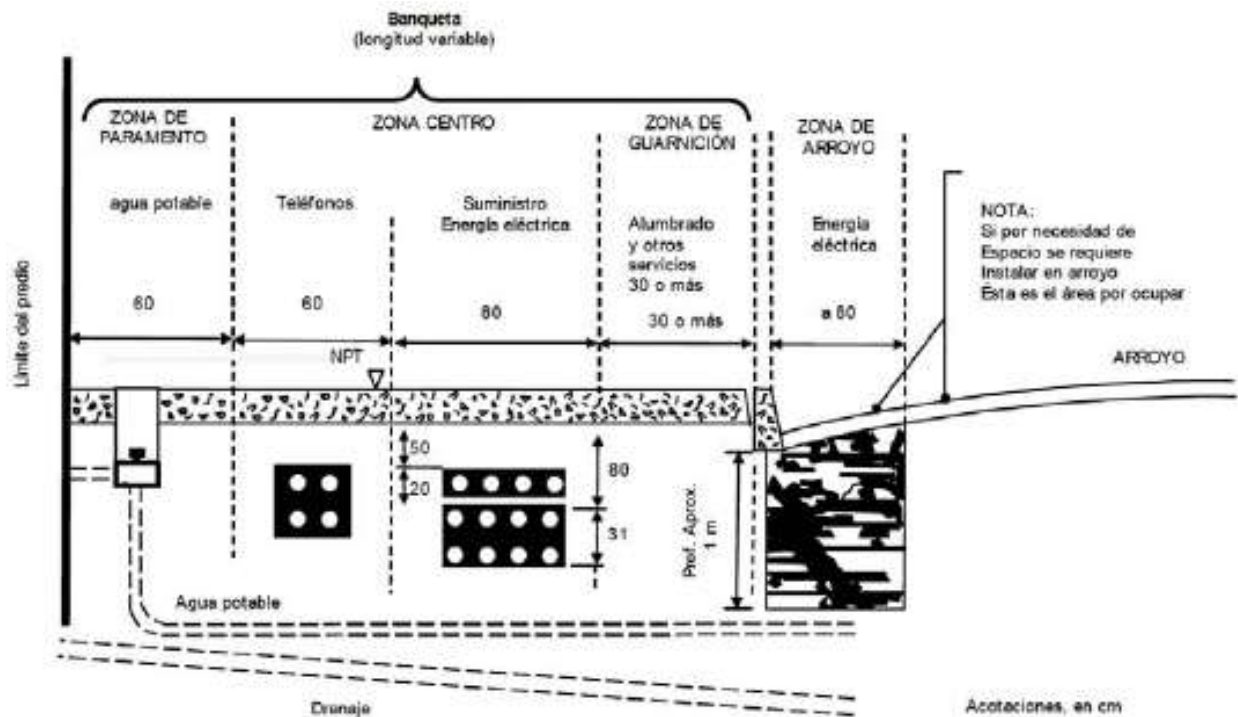 Banqueta
(longitud variable)
ZONA DE
PARAMENTO
ZONA CENTRO
ZONA DE
GUARNICIÓN
ZONA DE
ARROYO
agua potable
Teléfonos
Suministro
Energía eléctrica
Alumbrado
y otros
servicios
30 o más
Energía
eléctrica
NOTA:
Si por necesidad de
Espacio se requiere
Instalar en arroyo
Ésta es el área por ocupar
Límite del predio
60
60
80
30 o más
a 80
NPT
ARROYO
50
20
80
31
Prof. Aprox.
1 m
Agua potable
Drenaje
Acotaciones, en cm